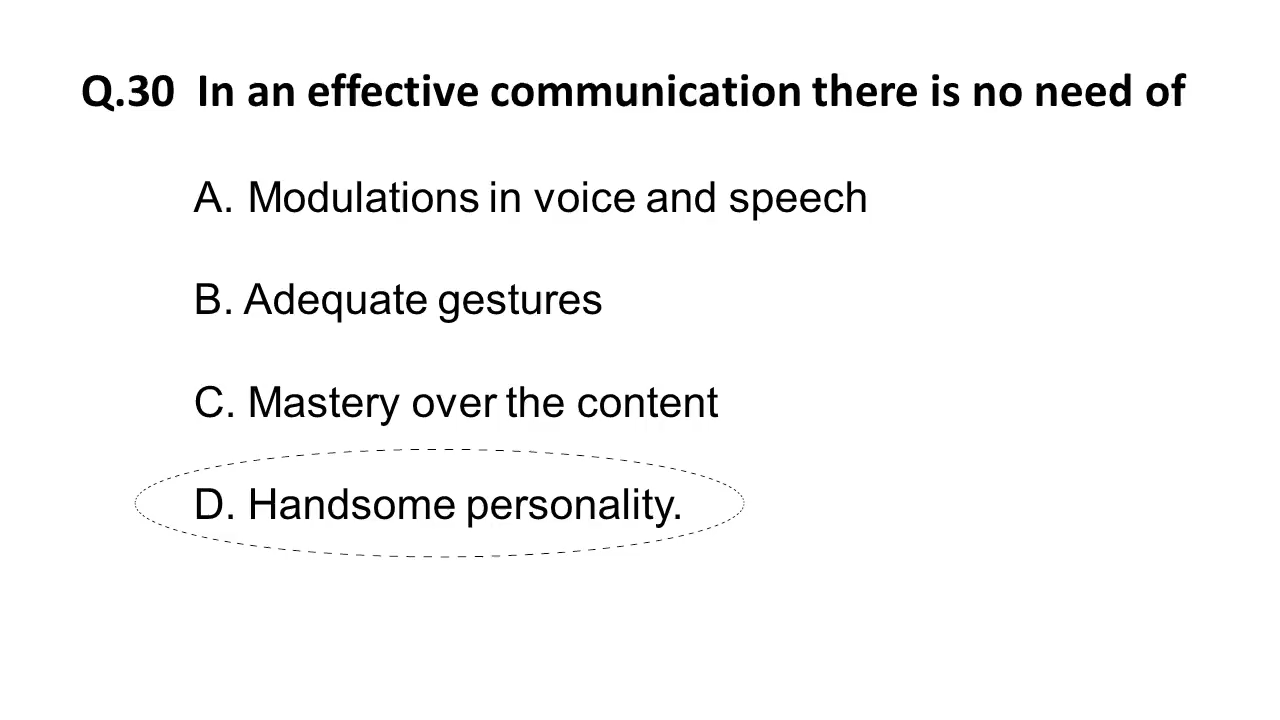 Q.30 In an effective communication there is no need of
A. Modulations in voice and speech
B. Adequate gestures
C. Mastery over the content
D. Handsome personality.